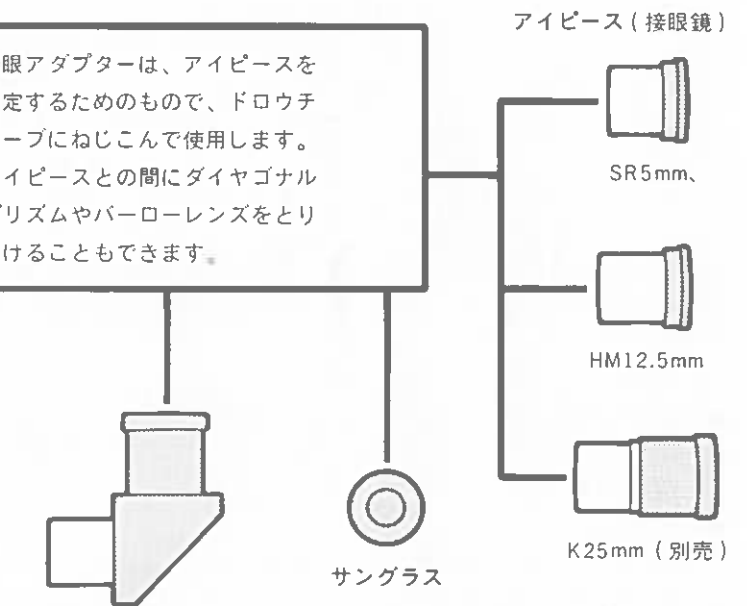 アイピース(接眼鏡)
眼アダプターは、アイピースを
定するためのもので、ドロウチ
ーブにねじこんで使用します。
イピースとの間にダイヤゴナル
プリズムやバーローレンズをとり
けることもできます。
SR5mm、
HM12.5mm
K25mm(別売)
サングラス